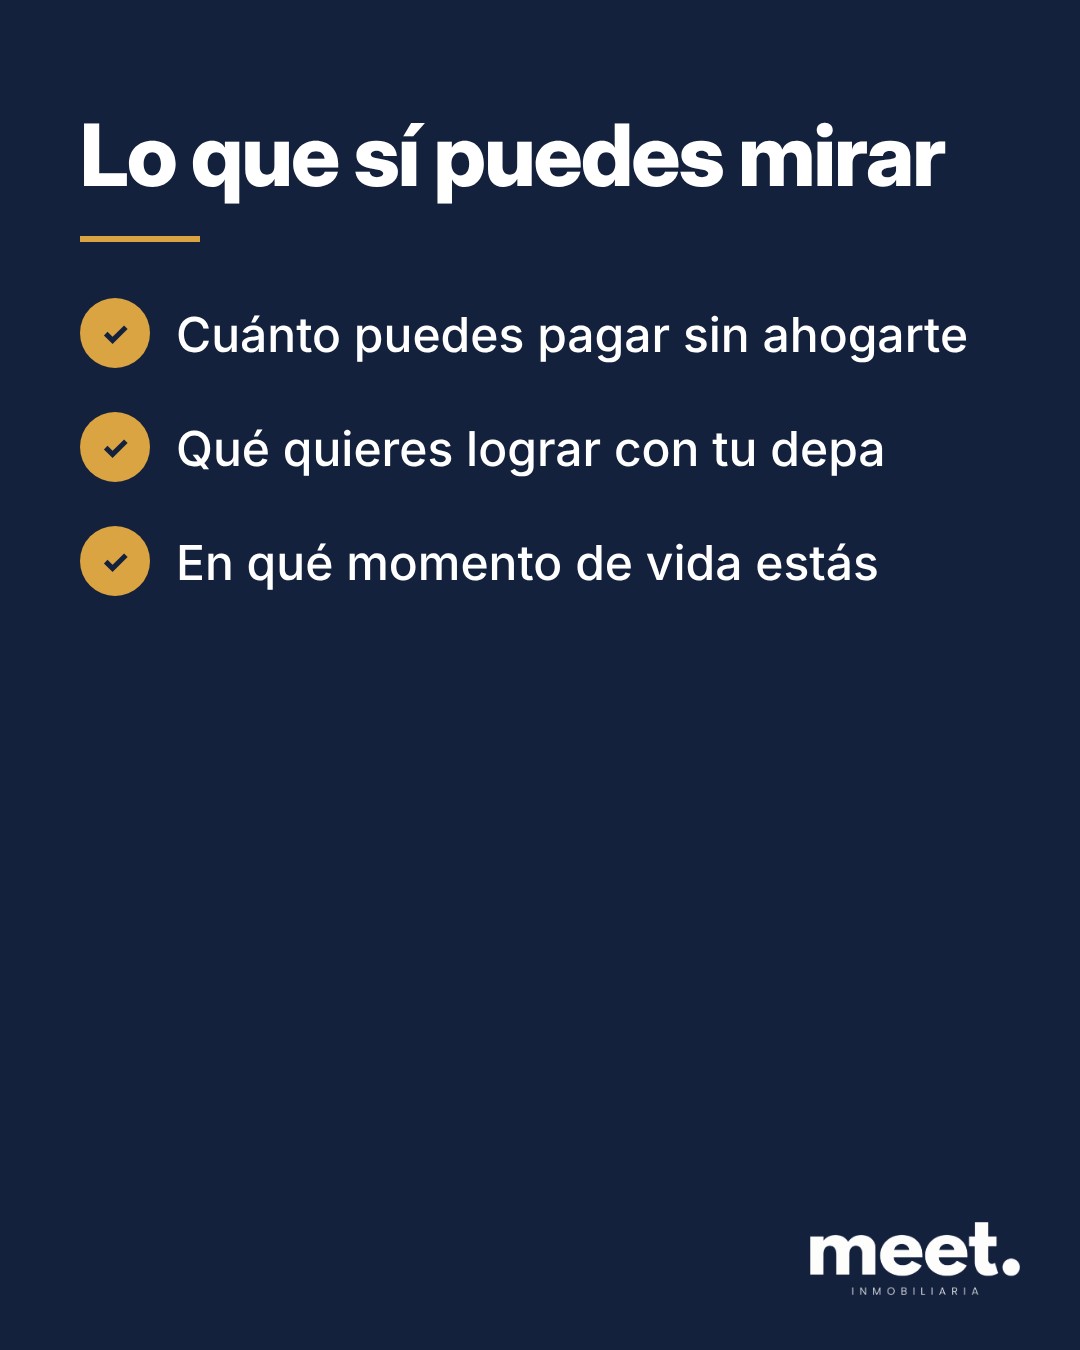 Lo que sí puedes mirar
Cuánto puedes pagar sin ahogarte
Qué quieres lograr con tu depa
En qué momento de vida estás
meet.
INMOBILIARIA